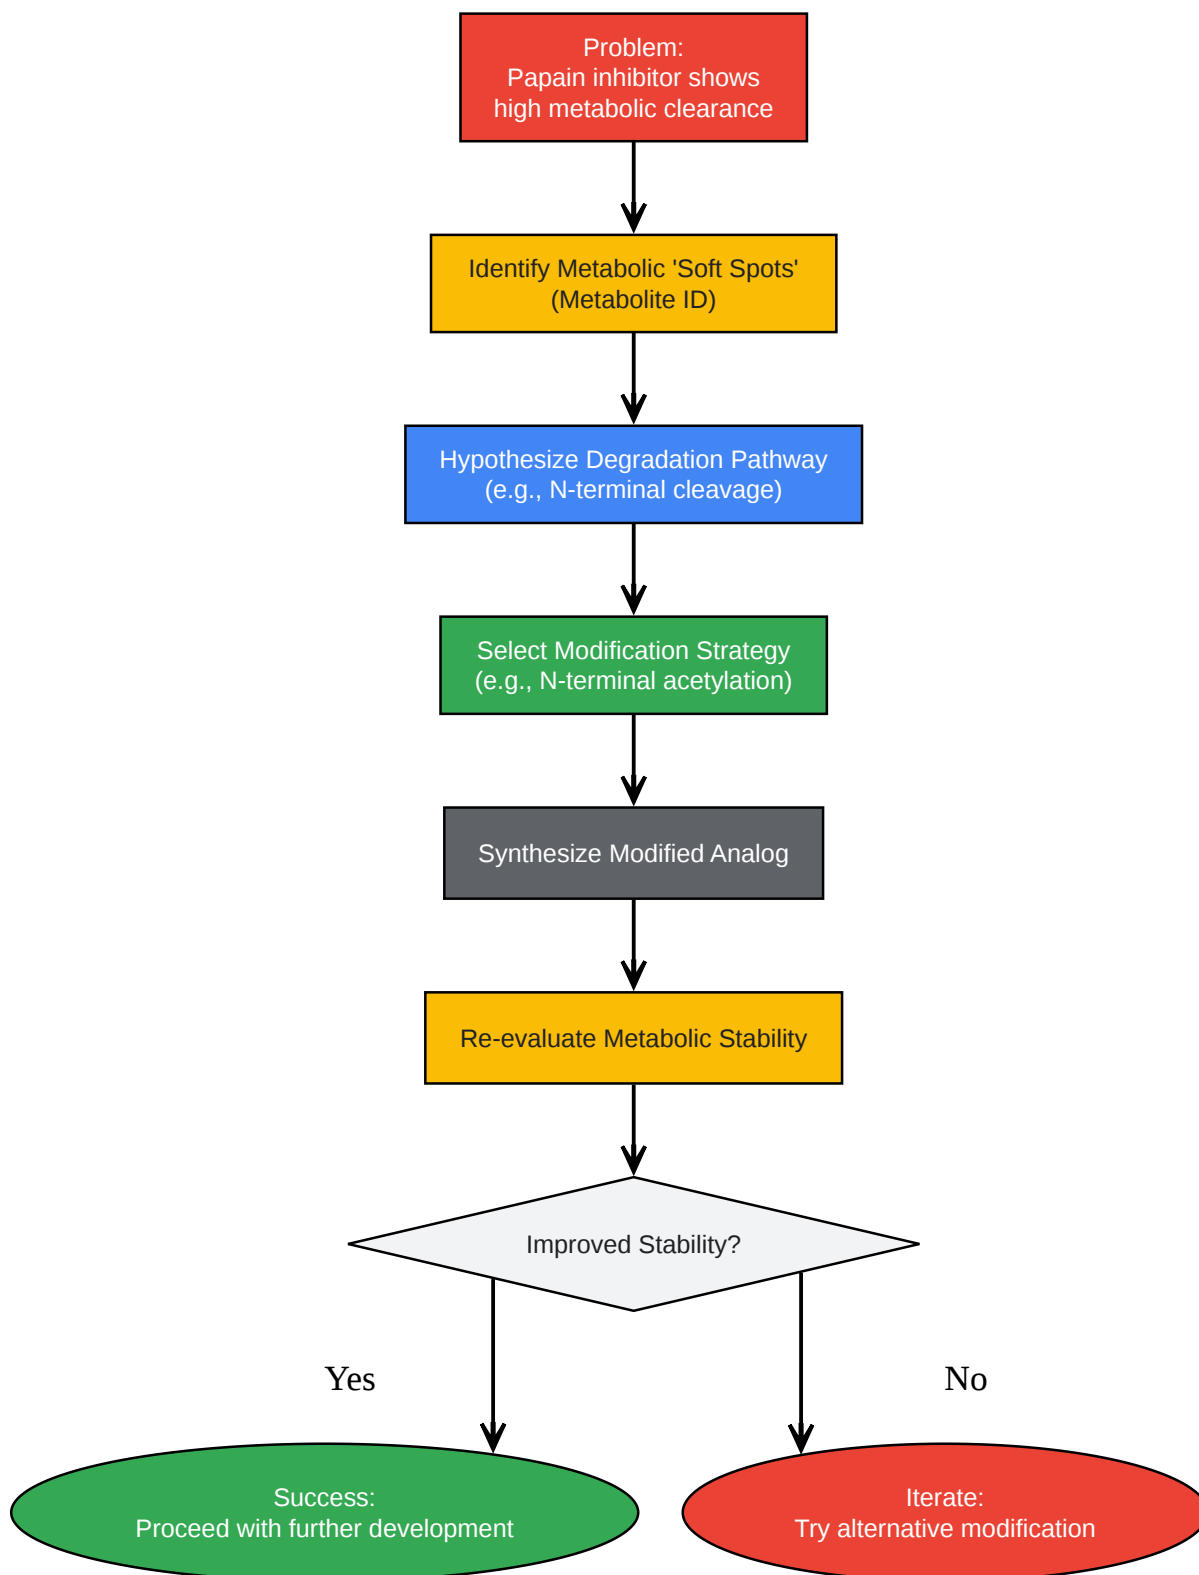 Problem:
Papain inhibitor shows
high metabolic clearance
Identify Metabolic 'Soft Spots'
(Metabolite ID)
Hypothesize Degradation Pathway
(e.g., N-terminal cleavage)
Select Modification Strategy
(e.g., N-terminal acetylation)
Synthesize Modified Analog
Re-evaluate Metabolic Stability
Improved Stability?
Yes
No
Success:
Proceed with further development
Iterate:
Try alternative modification